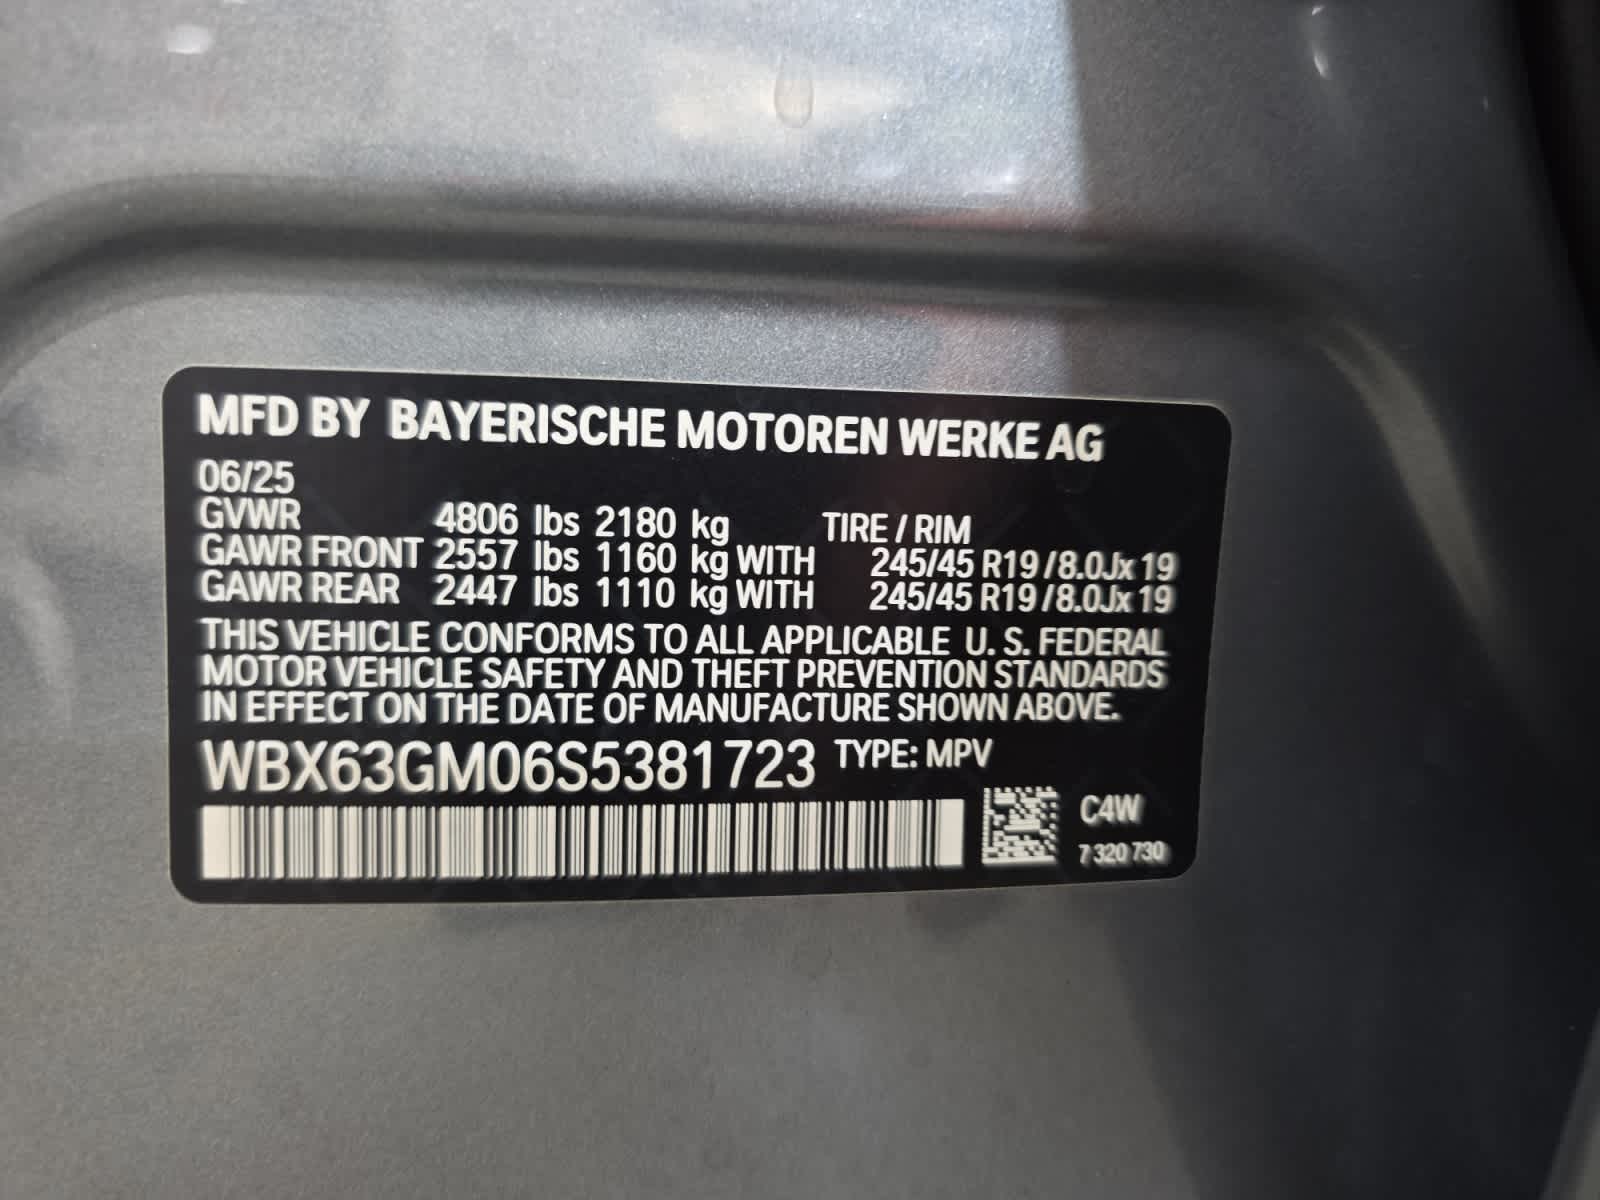 MFD BY BAYERISCHE MOTOREN WERKE AG
06/25
GVWR 4806 lbs 2180 kg TIRE / RIM
GAWR FRONT 2557 lbs 1160 kg WITH 245/45 R19 / 8.0Jx 19
GAWR REAR 2447 lbs 1110 kg WITH 245/45 R19 / 8.0Jx 19
THIS VEHICLE CONFORMS TO ALL APPLICABLE U. S. FEDERAL
MOTOR VEHICLE SAFETY AND THEFT PREVENTION STANDARDS
IN EFFECT ON THE DATE OF MANUFACTURE SHOWN ABOVE.
WBX63GM06S5381723 TYPE: MPV
C4W
7 320 730